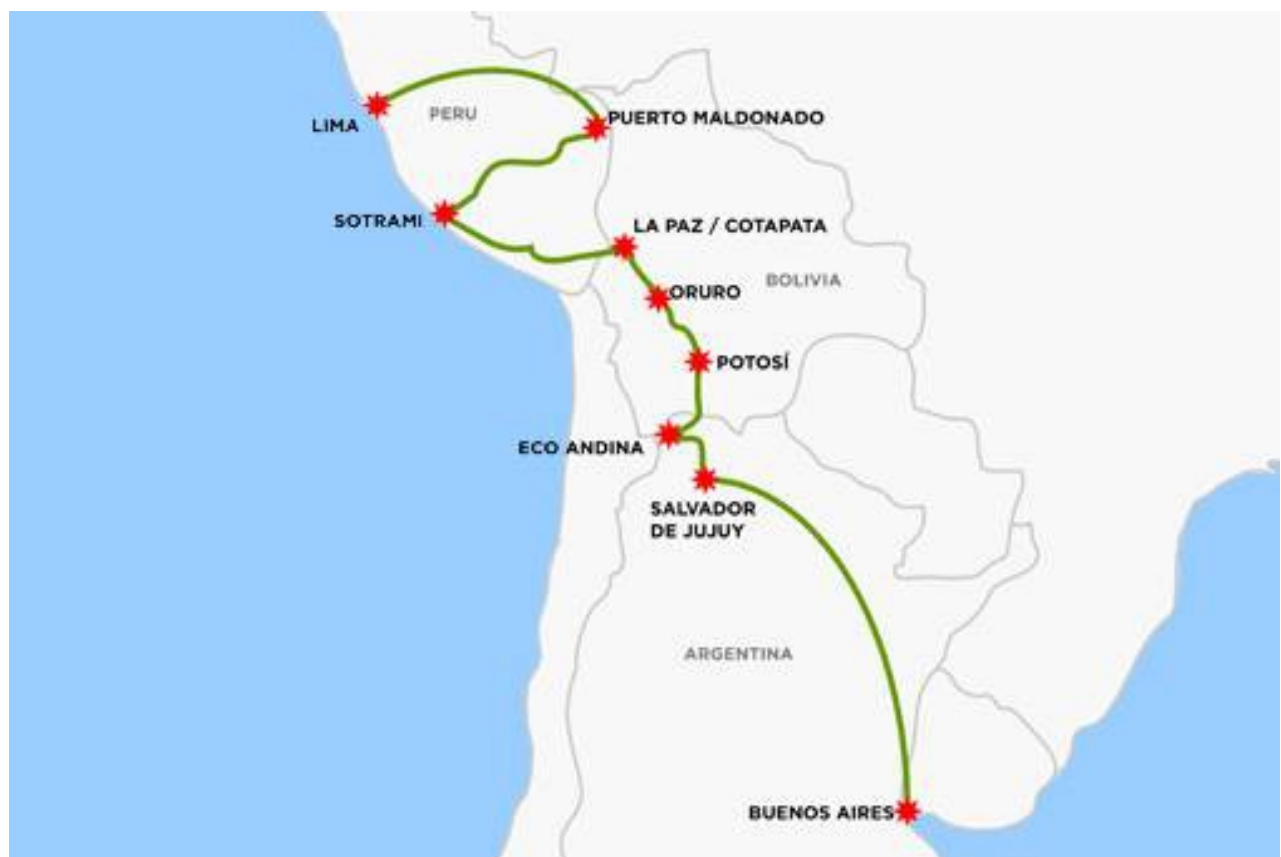 PERU
LIMA
PUERTO MALDONADO
SOTRAMI
LA PAZ / COTAPATA
BOLIVIA
ORURO
POTOSÍ
ECO ANDINA
SALVADOR
DE JUJUY
ARGENTINA
BUENOS AIRES